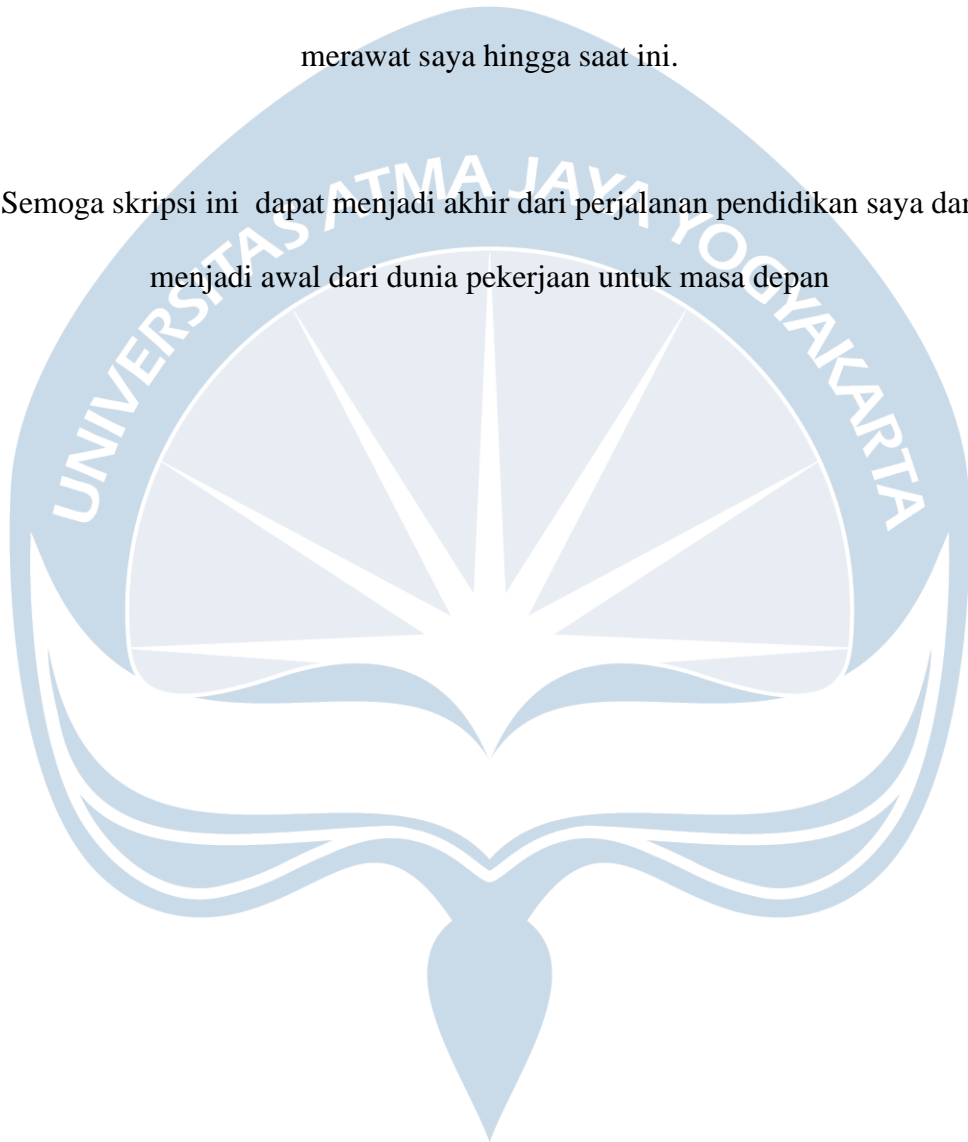 merawat saya hingga saat ini.
UNIVERSITAS ATMA JAYA YOGYAKARTA
Semoga skripsi ini  dapat menjadi akhir dari perjalanan pendidikan saya dan
menjadi awal dari dunia pekerjaan untuk masa depan